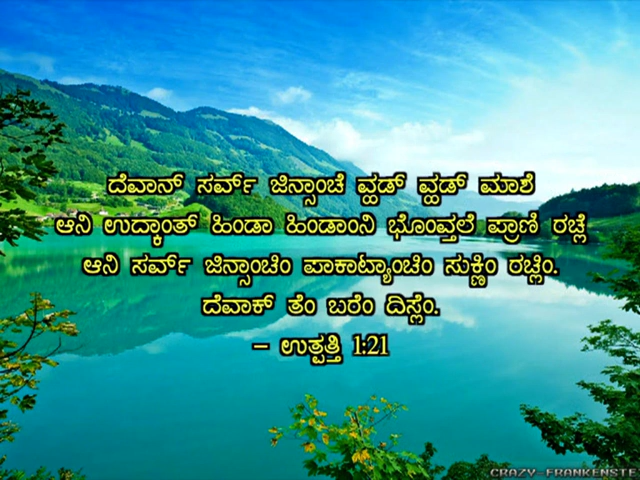 ದೆವಾನ್ ಸರ್ವ್ ಜಿನ್ಸಾಂಚೆ ವ್ಹಡ್ ವ್ಹಡ್ ಮಾಶೆ
ಆನಿ ಉದ್ಕಾಂತ್ ಹಿಂಡಾ ಹಿಂಡಾಂನಿ ಭೊಂವ್ತಲೆ ಪ್ರಾಣಿ ರಚ್ಲೆ
ಆನಿ ಸರ್ವ್ ಜಿನ್ಸಾಂಚಿಂ ಪಾಕಾಟ್ಯಾಂಚಿಂ ಸುಕ್ಣಿಂ ರಚ್ಲಿಂ.
ದೆವಾಕ್ ತೆಂ ಬರೆಂ ದಿಸ್ಲೆಂ.
– ಉತ್ಪತ್ತಿ 1:21
CRAZY-FRANKENSTE